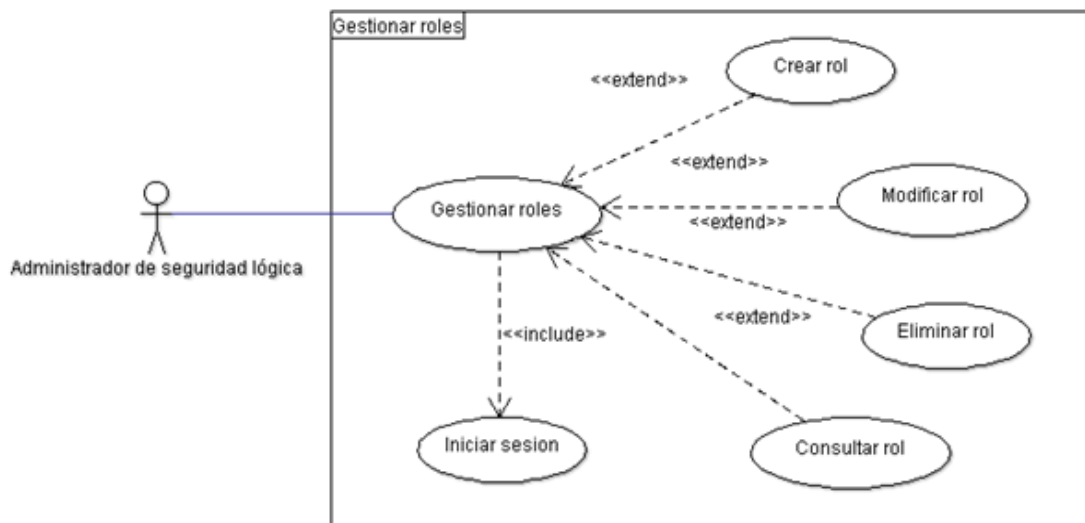 Gestionar roles
Crear rol
<<extend>>
<<extend>>
Modificar rol
Gestionar roles
<<extend>>
Administrador de seguridad lógica
<<extend>>
Eliminar rol
<<include>>
Iniciar sesion
Consultar rol